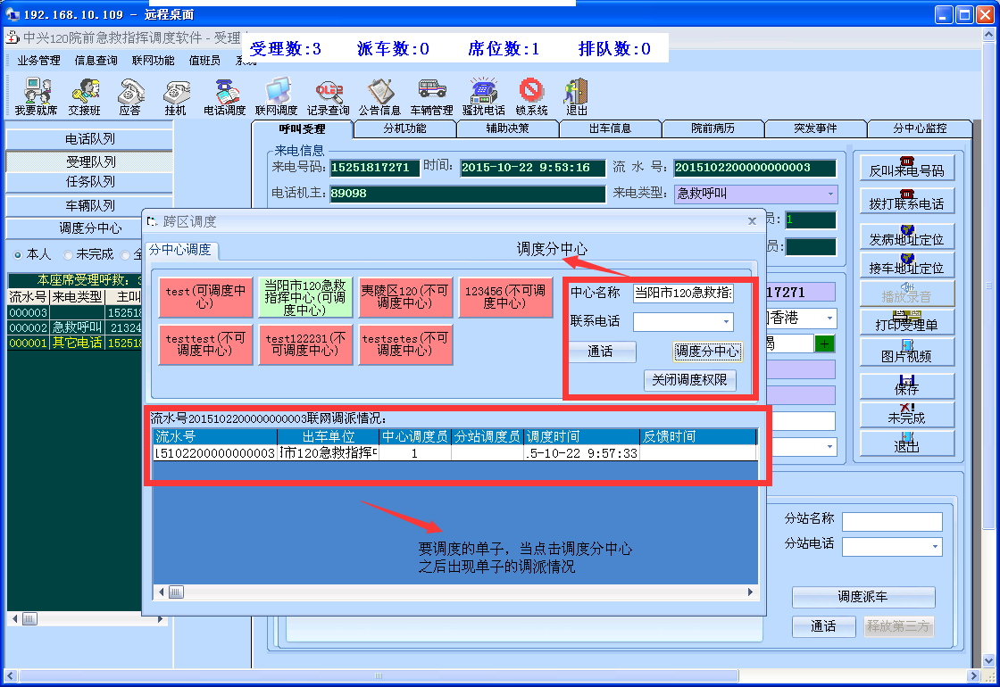 192.168.10.109 - 远程桌面
中兴120院前急救指挥调度软件 - 受理
受理数:3 派车数:0 席位数:1 排队数:0
业务管理 信息查询 联网功能 值班员 系统
我要就席 交接班 应答 挂机 电话调度 联网调度 记录查询 公告信息 车辆管理 骚扰电话 锁系统 退出
电话队列
受理队列
任务队列
车辆队列
调度分中心
本人 未完成 全
本座席受理呼救: 3
流水号 来电类型 主叫
000003 15251
000002 急救呼叫 21324
000001 其它电话 15251
呼叫受理 分机功能 辅助决策 出车信息 院前病历 突发事件 分中心监控
来电信息
来电号码: 15251817271 时间: 2015-10-22 9:53:16 流 水 号: 2015102200000000003
电话机主: 89098 来电类型: 急救呼叫
员: 1
员:
17271
香港
反叫来电号码
拨打联系电话
发病地址定位
接车地址定位
播放录音
打印受理单
图片视频
保存
未完成
退出
跨区调度
分中心调度
调度分中心
test(可调度中心)
当阳市120急救指挥中心(可调度中心)
夷陵区120(不可调度中心)
123456(不可调度中心)
testtest(不可调度中心)
test122231(不可调度中心)
testsetes(不可调度中心)
中心名称 当阳市120急救指
联系电话
通话 调度分中心
关闭调度权限
流水号2015102200000000003联网调派情况:
流水号 出车单位 中心调度员 分站调度员 调度时间 反馈时间
15102200000000003 市120急救指挥中 1 5-10-22 9:57:33
要调度的单子，当点击调度分中心
之后出现单子的调派情况
分站名称
分站电话
调度派车
通话 释放第三方